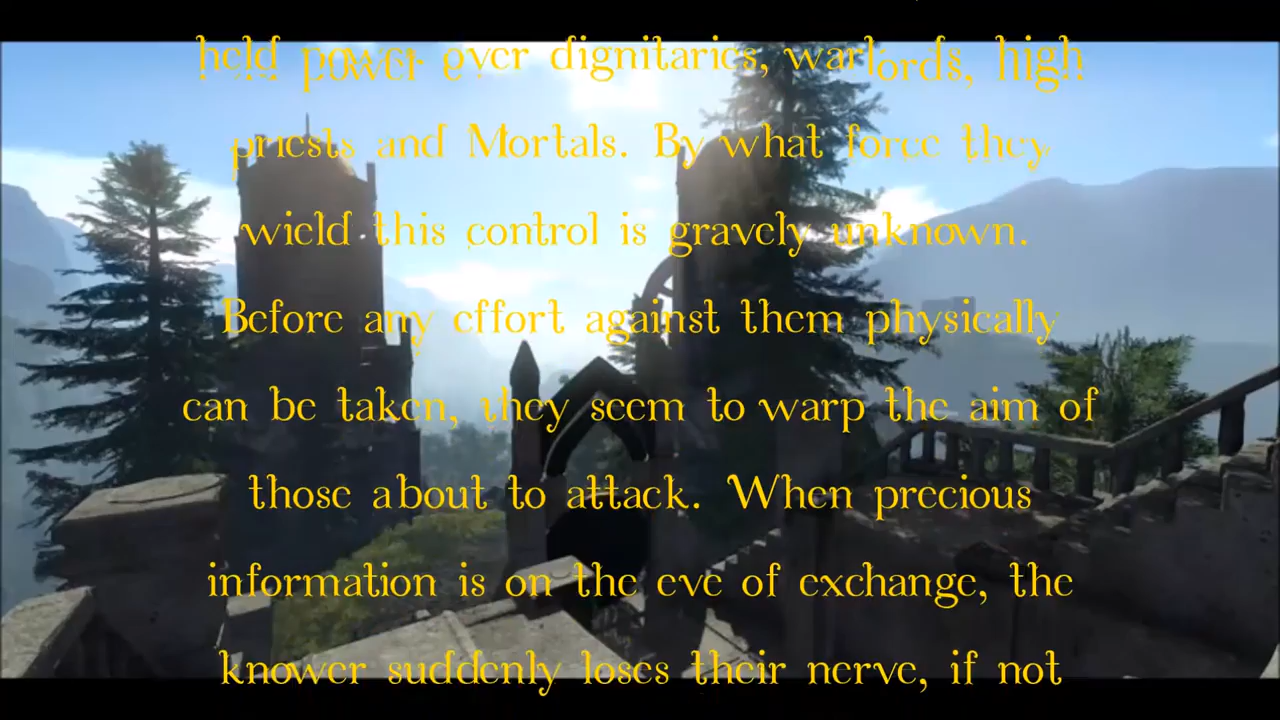 held power over dignitaries, warlords, high
priests and Mortals. By what force they
wield this control is gravely unknown.
Before any effort against them physically
can be taken, they seem to warp the aim of
those about to attack. When precious
information is on the eve of exchange, the
knower suddenly loses their nerve, if not